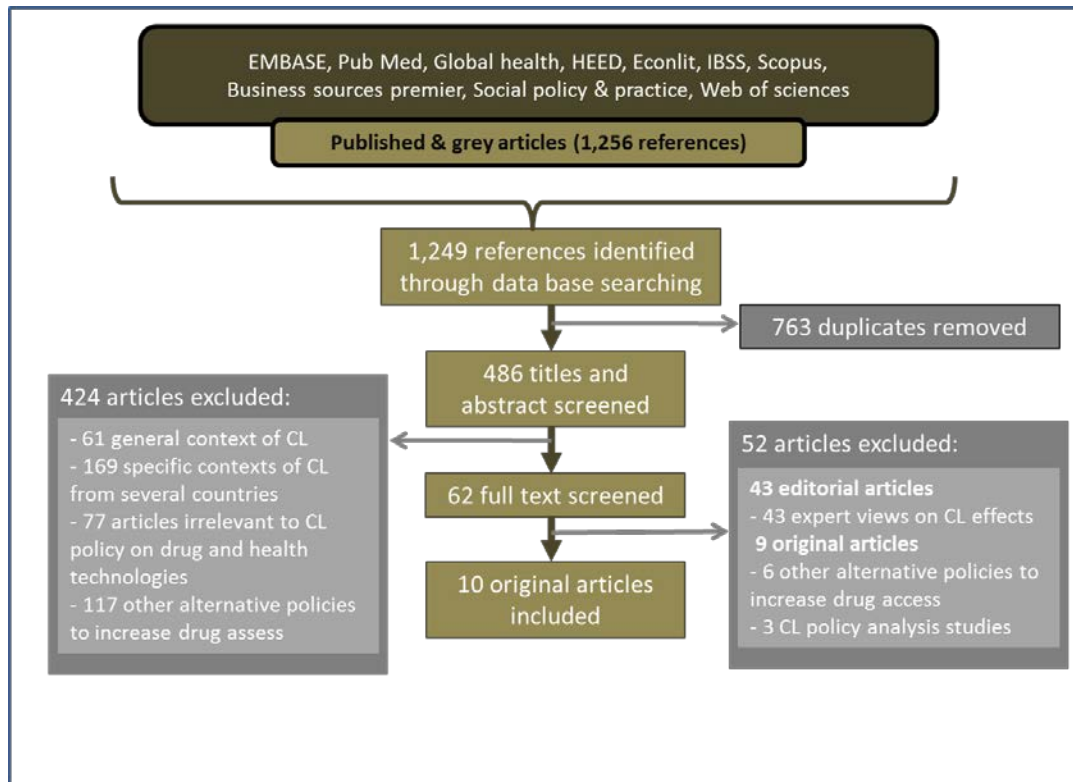 EMBASE, Pub Med, Global health, HEED, Econlit, IBSS, Scopus,
Business sources premier, Social policy & practice, Web of sciences
Published & grey articles (1,256 references)
1,249 references identified
through data base searching
763 duplicates removed
486 titles and
abstract screened
424 articles excluded:
- 61 general context of CL
- 169 specific contexts of CL
from several countries
- 77 articles irrelevant to CL
policy on drug and health
technologies
- 117 other alternative policies
to increase drug assess
62 full text screened
52 articles excluded:
43 editorial articles
- 43 expert views on CL effects
9 original articles
- 6 other alternative policies to
increase drug access
- 3 CL policy analysis studies
10 original articles
included